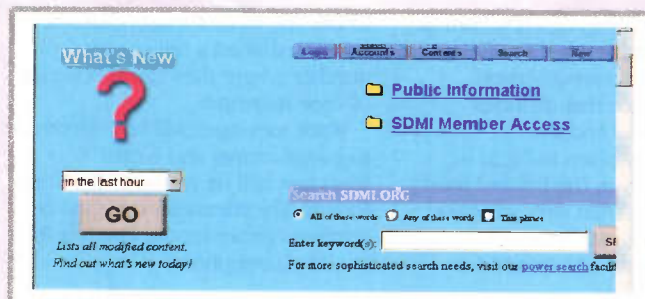 What's New
Login Accounts Contents Search New
?
Public Information
SDMI Member Access
in the last hour
GO
Search SDMI.ORG
All of these words Any of these words This phrase
Lists all modified content.
Enter keyword(s):
Find out what's new today!
For more sophisticated search needs, visit our power search